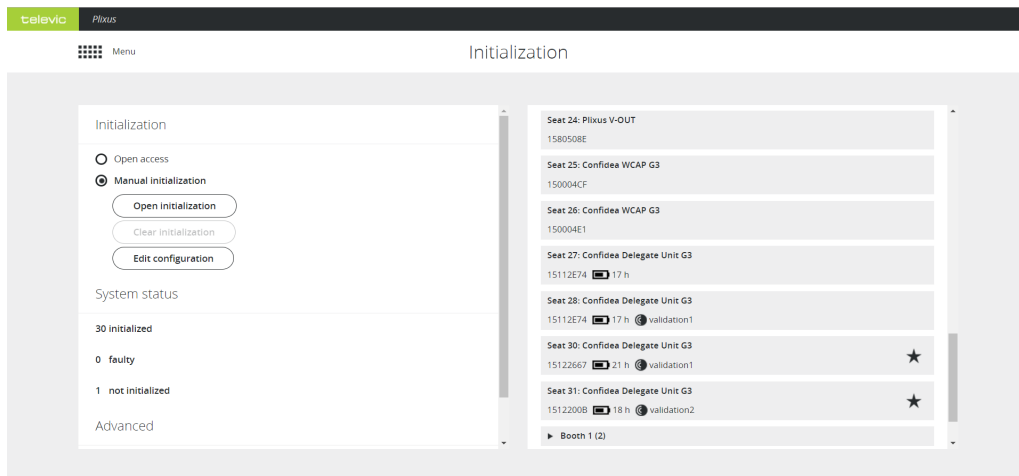 televic Plixus
Menu
Initialization
Initialization
Open access
Manual initialization
Open initialization
Clear initialization
Edit configuration
System status
30 initialized
0 faulty
1 not initialized
Advanced
Seat 24: Plixus V-OUT
1580508E
Seat 25: Confidea WCAP G3
150004CF
Seat 26: Confidea WCAP G3
150004E1
Seat 27: Confidea Delegate Unit G3
15112E74 17 h
Seat 28: Confidea Delegate Unit G3
15112E74 17 h validation1
Seat 30: Confidea Delegate Unit G3
15122667 21 h validation1
Seat 31: Confidea Delegate Unit G3
1512200B 18 h validation2
Booth 1 (2)